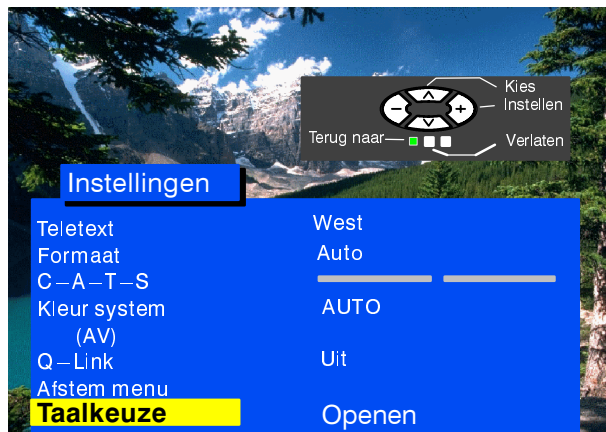 Kies
Instellen
Terug naar
Verlaten
Instellingen
Teletext West
Formaat Auto
C–A–T–S
Kleur system AUTO
(AV)
Q–Link Uit
Afstem menu
Taalkeuze Openen